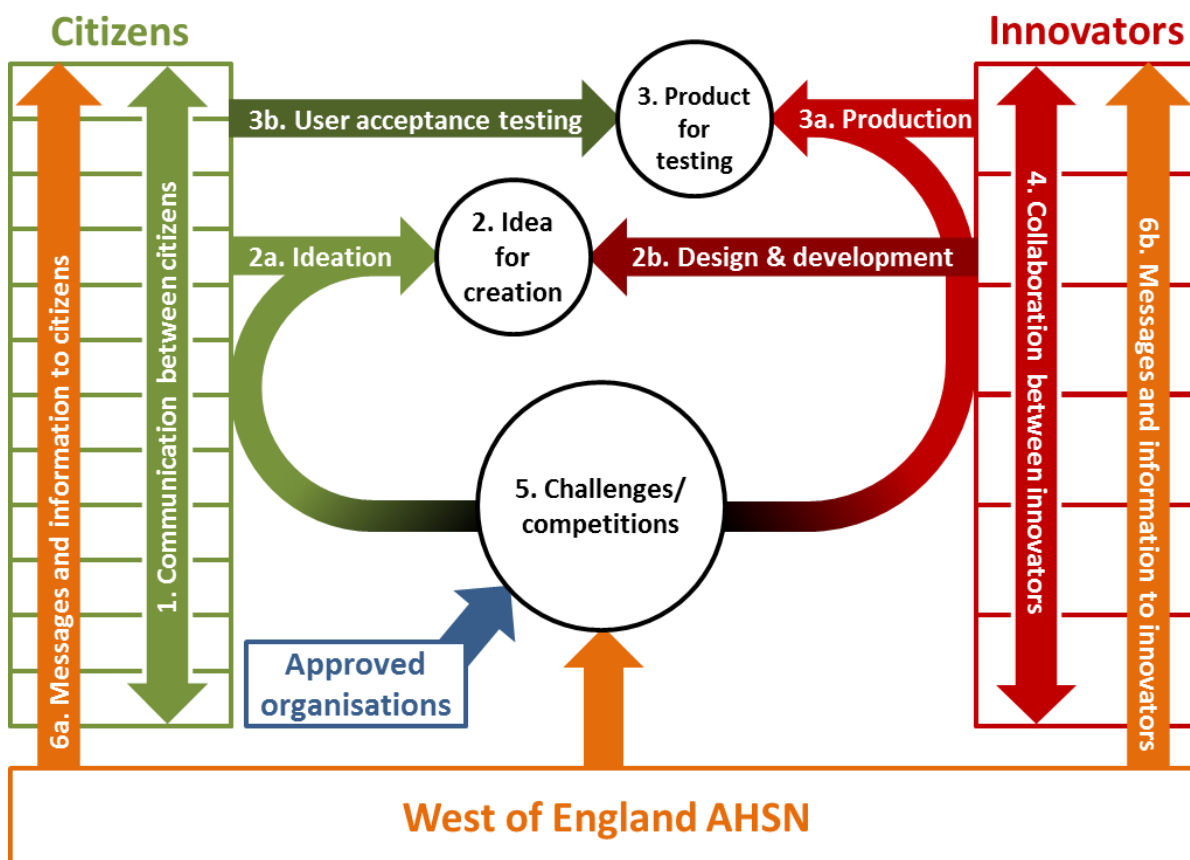 Citizens
Innovators
3. Product
for
testing
3b. User acceptance testing
3a. Production
2. Idea
for
creation
2a. Ideation
2b. Design & development
1. Communication between citizens
6a. Messages and information to citizens
4. Collaboration between innovators
6b. Messages and information to innovators
5. Challenges/
competitions
Approved
organisations
West of England AHSN